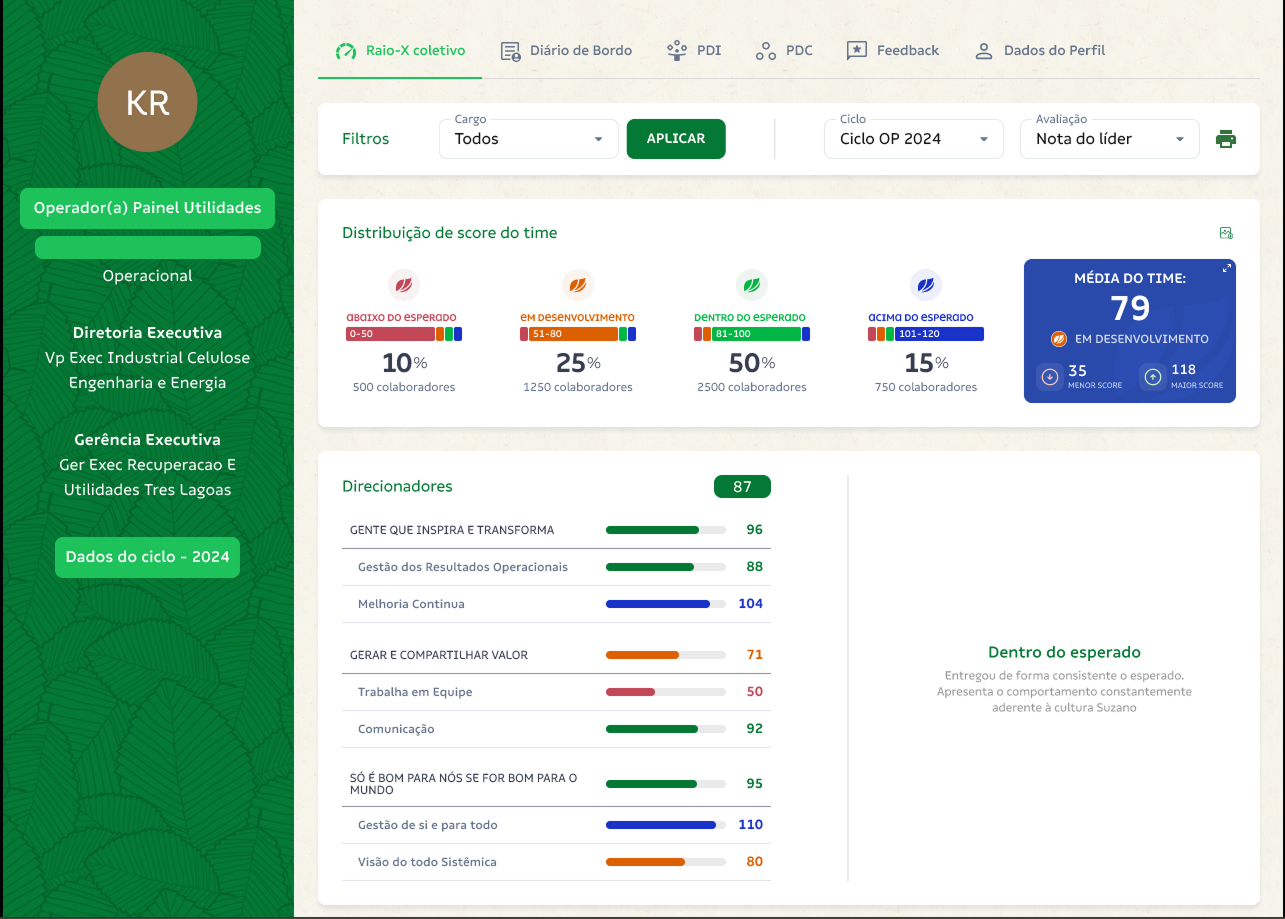 KR
Operador(a) Painel Utilidades
Operacional
Diretoria Executiva
Vp Exec Industrial Celulose
Engenharia e Energia
Gerência Executiva
Ger Exec Recuperacao E
Utilidades Tres Lagoas
Dados do ciclo - 2024
Raio-X coletivo
Diário de Bordo
PDI
PDC
Feedback
Dados do Perfil
Filtros
Cargo
Todos
APLICAR
Ciclo
Ciclo OP 2024
Avaliação
Nota do líder
Distribuição de score do time
ABAIXO DO ESPERADO
0-50
10%
500 colaboradores
EM DESENVOLVIMENTO
51-80
25%
1250 colaboradores
DENTRO DO ESPERADO
81-100
50%
2500 colaboradores
ACIMA DO ESPERADO
101-120
15%
750 colaboradores
MÉDIA DO TIME:
79
EM DESENVOLVIMENTO
35
MENOR SCORE
118
MAIOR SCORE
Direcionadores
87
GENTE QUE INSPIRA E TRANSFORMA
96
Gestão dos Resultados Operacionais
88
Melhoria Continua
104
GERAR E COMPARTILHAR VALOR
71
Trabalha em Equipe
50
Comunicação
92
SÓ É BOM PARA NÓS SE FOR BOM PARA O
MUNDO
95
Gestão de si e para todo
110
Visão do todo Sistêmica
80
Dentro do esperado
Entregou de forma consistente o esperado.
Apresenta o comportamento constantemente
aderente à cultura Suzano